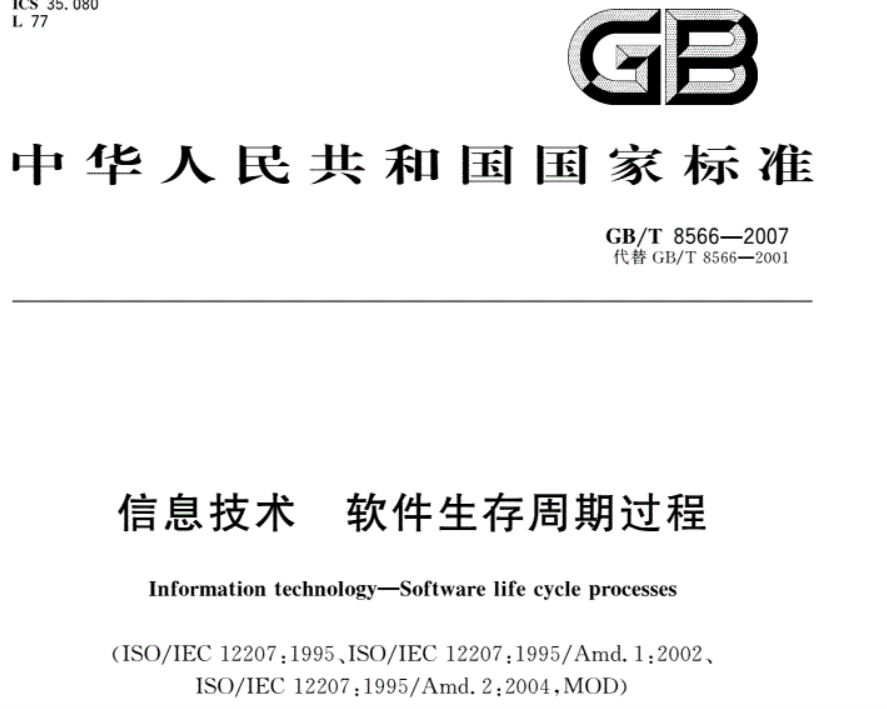 ICS 35.080
L 77
GB
中华人民共和国国家标准
GB/T 8566—2007
代替 GB/T 8566—2001
信息技术　软件生存周期过程
Information technology—Software life cycle processes
(ISO/IEC 12207:1995、ISO/IEC 12207:1995/Amd.1:2002、
ISO/IEC 12207:1995/Amd.2:2004,MOD)